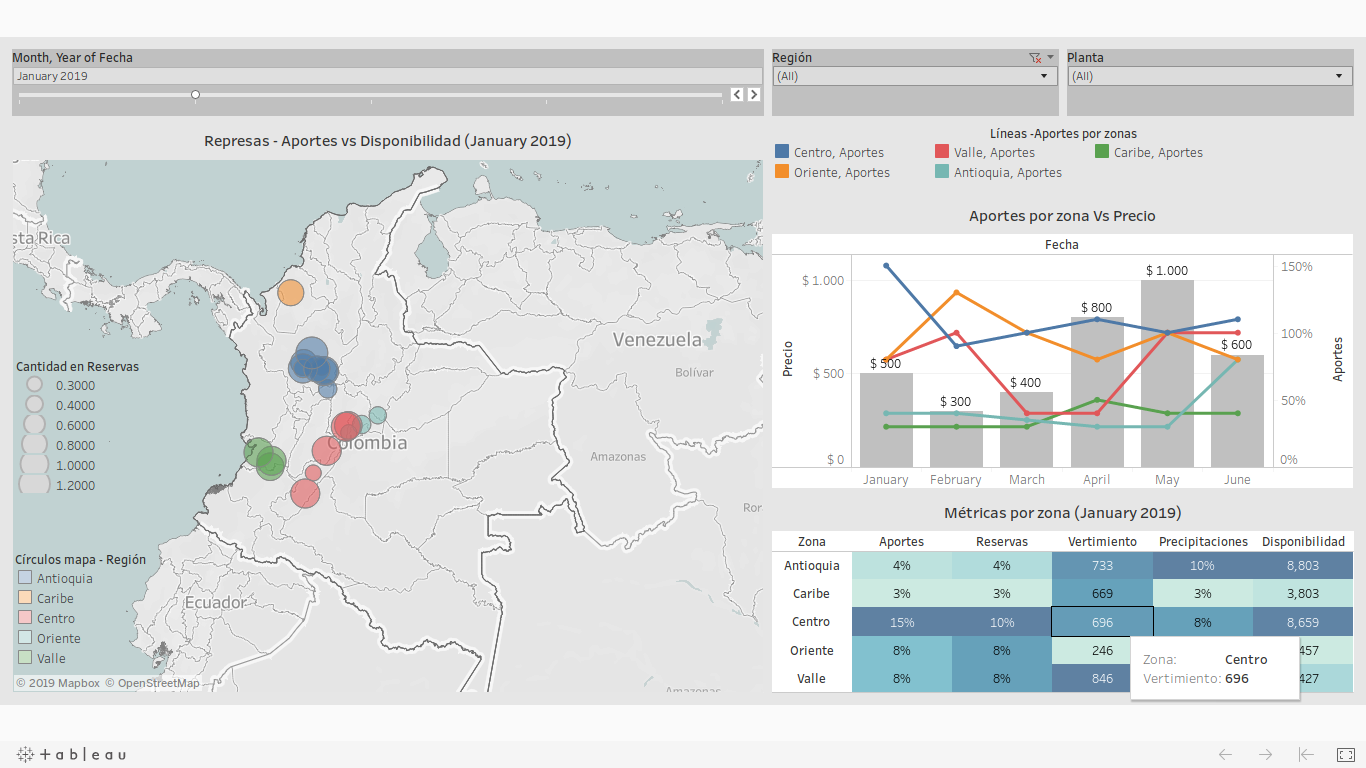 Month, Year of Fecha
January 2019
Región
(All)
Planta
(All)
Represas - Aportes vs Disponibilidad (January 2019)
sta Rica
Venezuela
Bolívar
Colombia
Amazonas
Ror
Ecuador
Amazonas
Cantidad en Reservas
0.3000
0.4000
0.6000
0.8000
1.0000
1.2000
Círculos mapa - Región
Antioquia
Caribe
Centro
Oriente
Valle
© 2019 Mapbox © OpenStreetMap
Líneas -Aportes por zonas
Centro, Aportes
Valle, Aportes
Caribe, Aportes
Oriente, Aportes
Antioquia, Aportes
Aportes por zona Vs Precio
Fecha
Precio
$ 1.000
$ 500
$ 0
$ 500
$ 300
$ 400
$ 800
$ 1.000
$ 600
150%
100%
50%
0%
Aportes
January February March April May June
Métricas por zona (January 2019)
Zona Aportes Reservas Vertimiento Precipitaciones Disponibilidad
Antioquia 4% 4% 733 10% 8,803
Caribe 3% 3% 669 3% 3,803
Centro 15% 10% 696 8% 8,659
Oriente 8% 8% 246 457
Valle 8% 8% 846 427
Zona: Centro
Vertimiento: 696
+ableau